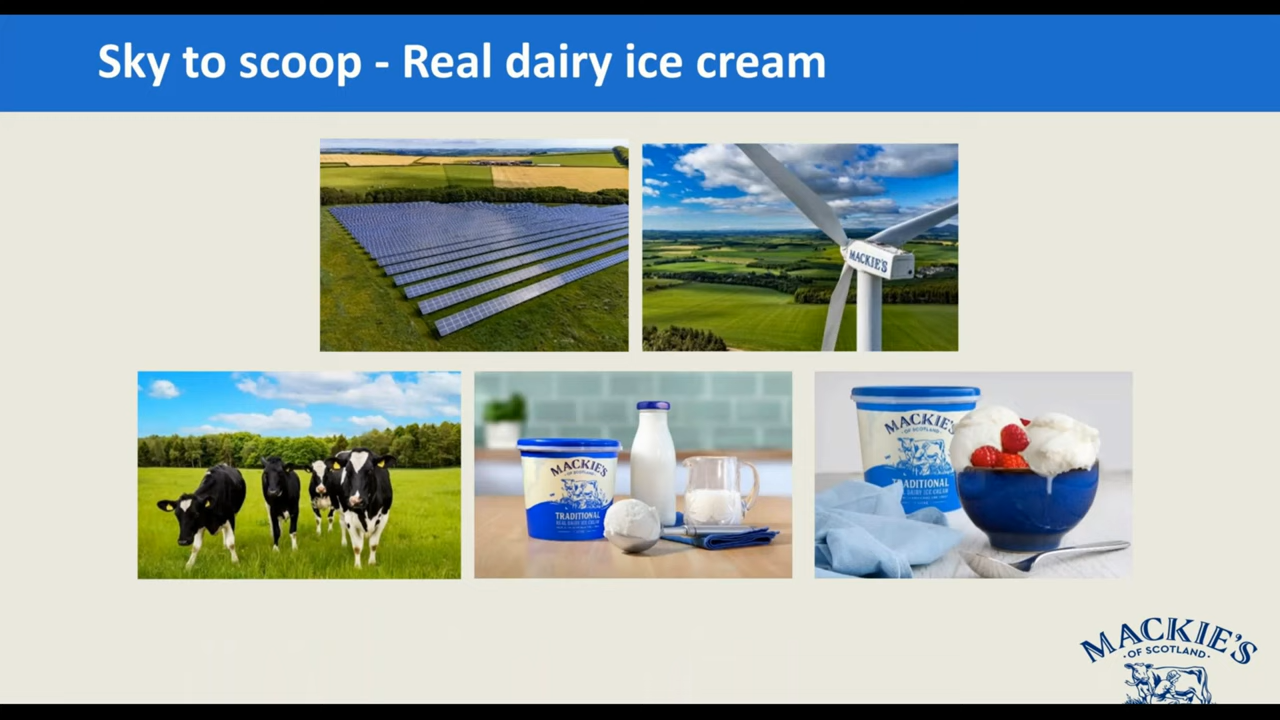 Sky to scoop - Real dairy ice cream
MACKIE'S
MACKIE'S
OF SCOTLAND
TRADITIONAL
REAL DAIRY ICE CREAM
MACKIE'S
OF SCOTLAND
TRADITIONAL
REAL DAIRY ICE CREAM
MACKIE'S
·OF SCOTLAND·